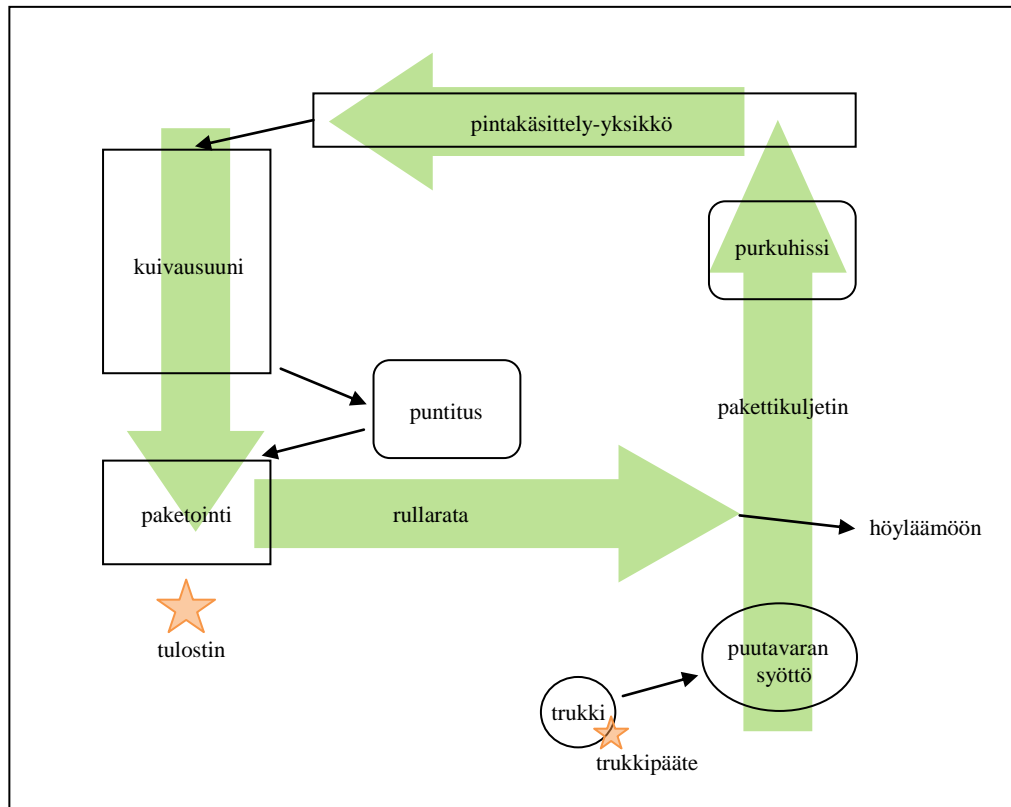 pintakäsittely-yksikkö
purkuhissi
kuivausuuni
puntitus
pakettikuljetin
paketointi
rullarata
höyläämöön
tulostin
puutavaran
syöttö
trukki
trukkipääte